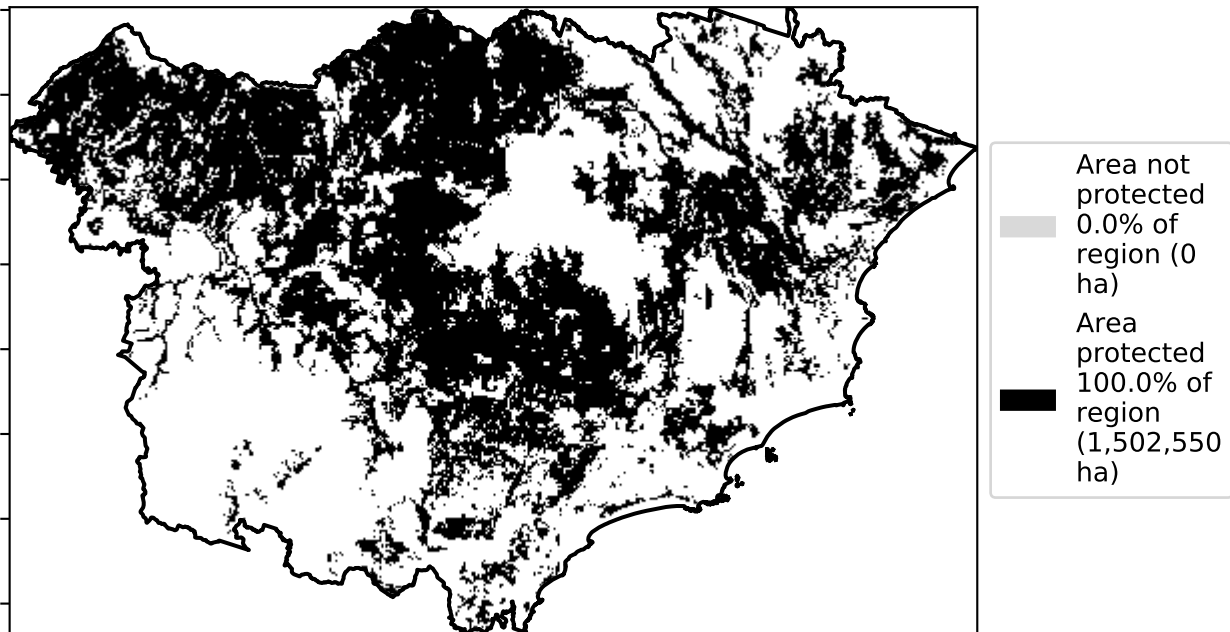 Area not
protected
0.0% of
region (0
ha)
Area
protected
100.0% of
region
(1,502,550
ha)